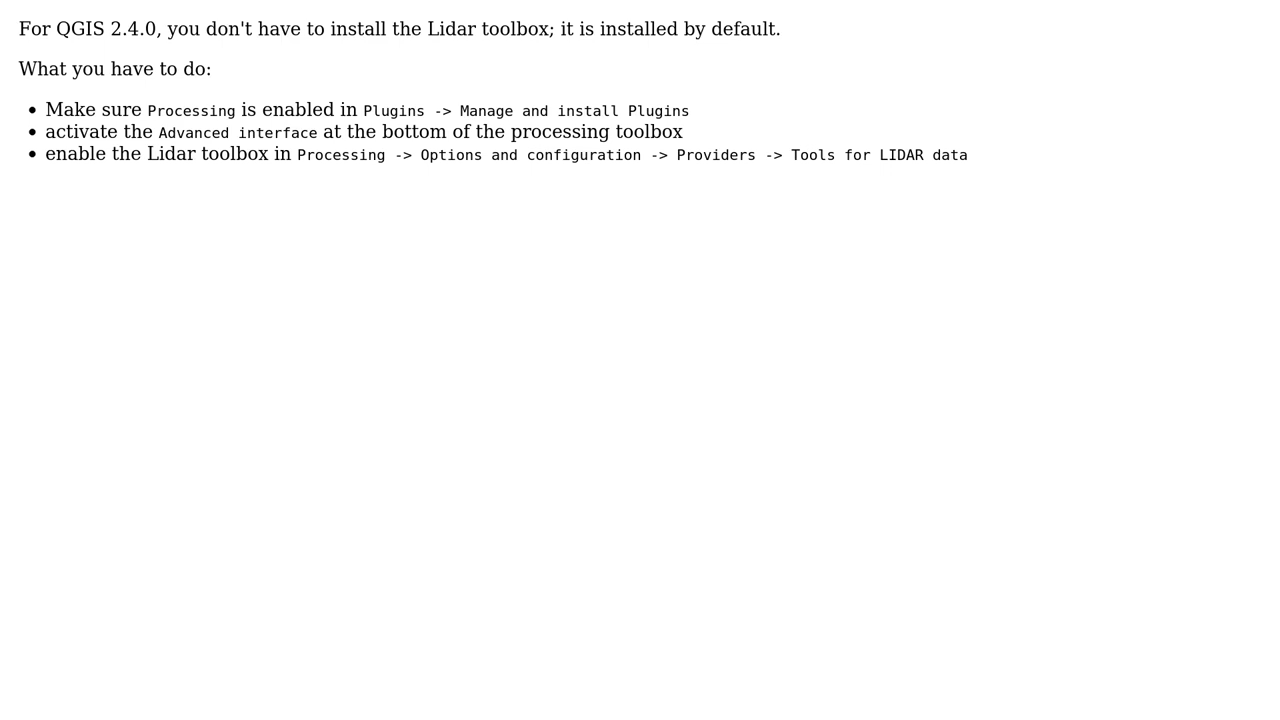 For QGIS 2.4.0, you don't have to install the Lidar toolbox; it is installed by default.
What you have to do:
• Make sure Processing is enabled in Plugins -> Manage and install Plugins
• activate the Advanced interface at the bottom of the processing toolbox
• enable the Lidar toolbox in Processing -> Options and configuration -> Providers -> Tools for LIDAR data